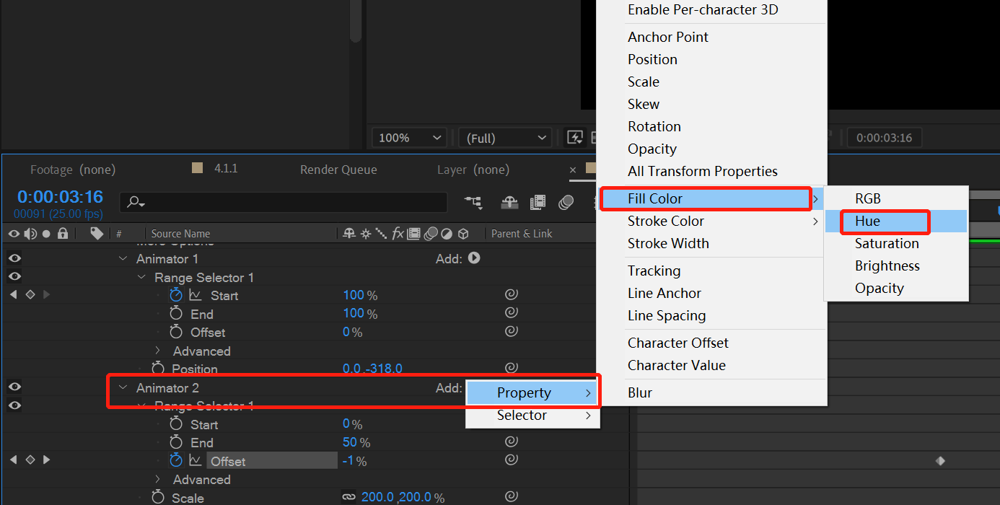 Enable Per-character 3D
Anchor Point
Position
Scale
Skew
Rotation
Opacity
All Transform Properties
Fill Color
Stroke Color
Stroke Width
Tracking
Line Anchor
Line Spacing
Character Offset
Character Value
Blur
RGB
Hue
Saturation
Brightness
Opacity
100% (Full) 0:00:03:16
Footage (none) 4.1.1 Render Queue Layer (none) ×
0:00:03:16
00091 (25.00 fps)
# Source Name fx Parent & Link
More Options
Animator 1 Add:
Range Selector 1
Start 100 %
End 100 %
Offset 0 %
Advanced
Position 0.0 ,-318.0
Animator 2 Add:
Property
Range Selector 1
Selector
Start 0 %
End 50 %
Offset -1 %
Advanced
Scale 200.0 ,200.0 %